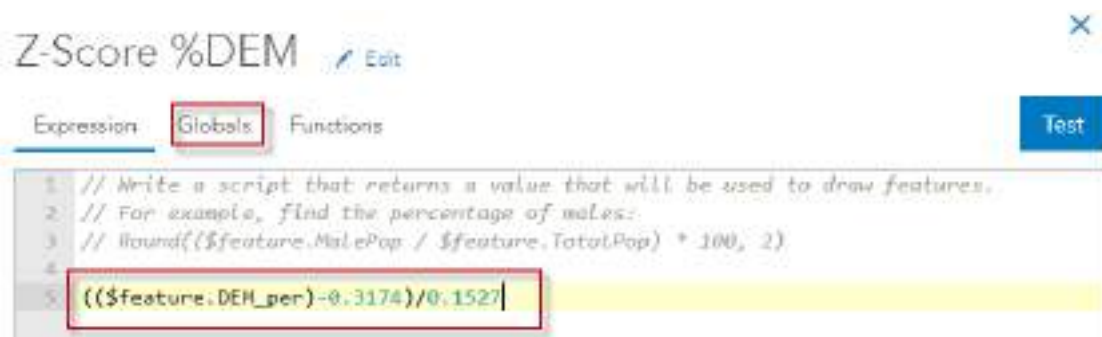 Z-Score %DEM Edit
Expression Globals Functions Test
1 // Write a script that returns a value that will be used to draw features.
2 // For example, find the percentage of males:
3 // Round(($feature.MalePop / $feature.TotalPop) * 100, 2)
4
5 (($feature.DEM_per)-0.3174)/0.1527